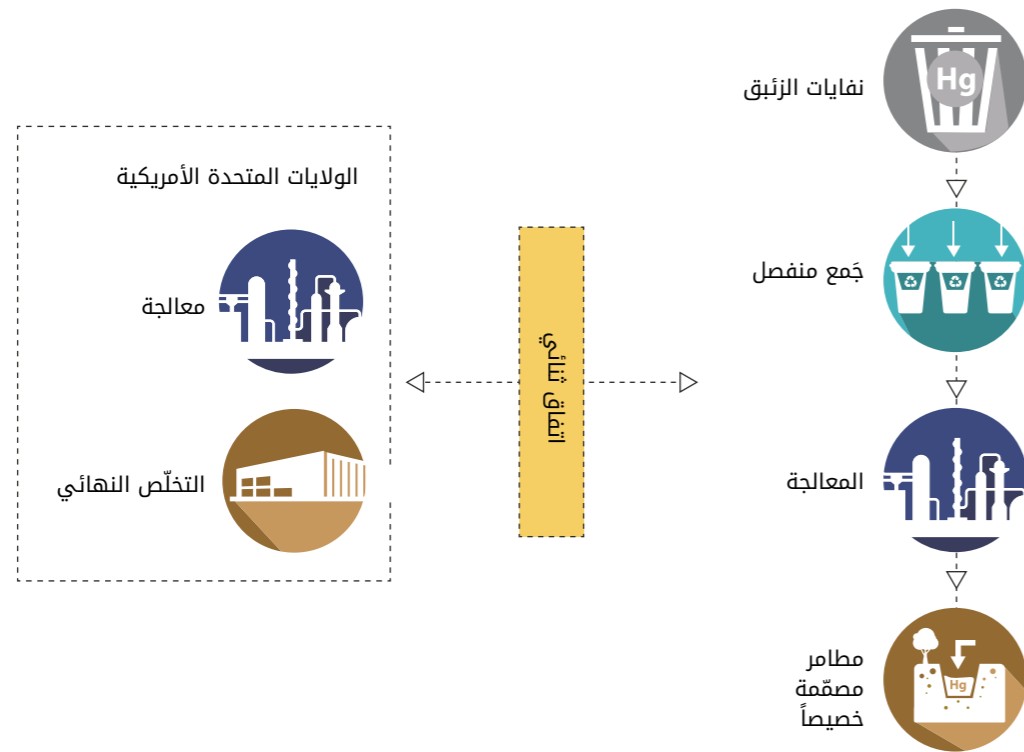 Hg
نفايات الزئبق
جَمع منفصل
المعالجة
مطامر
مصمّمة
خصيصاً
Hg
اتفاق ثنائي
الولايات المتحدة الأمريكية
معالجة
التخلّص النهائي